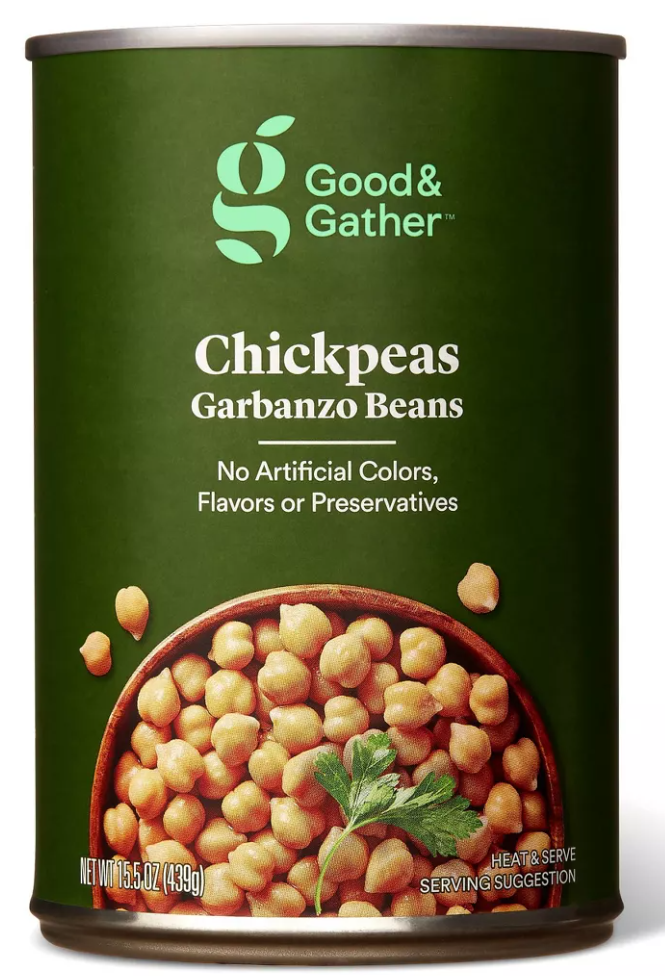 Good&
Gather™
Chickpeas
Garbanzo Beans
No Artificial Colors,
Flavors or Preservatives
NET WT 15.5 OZ (439g)
HEAT & SERVE
SERVING SUGGESTION